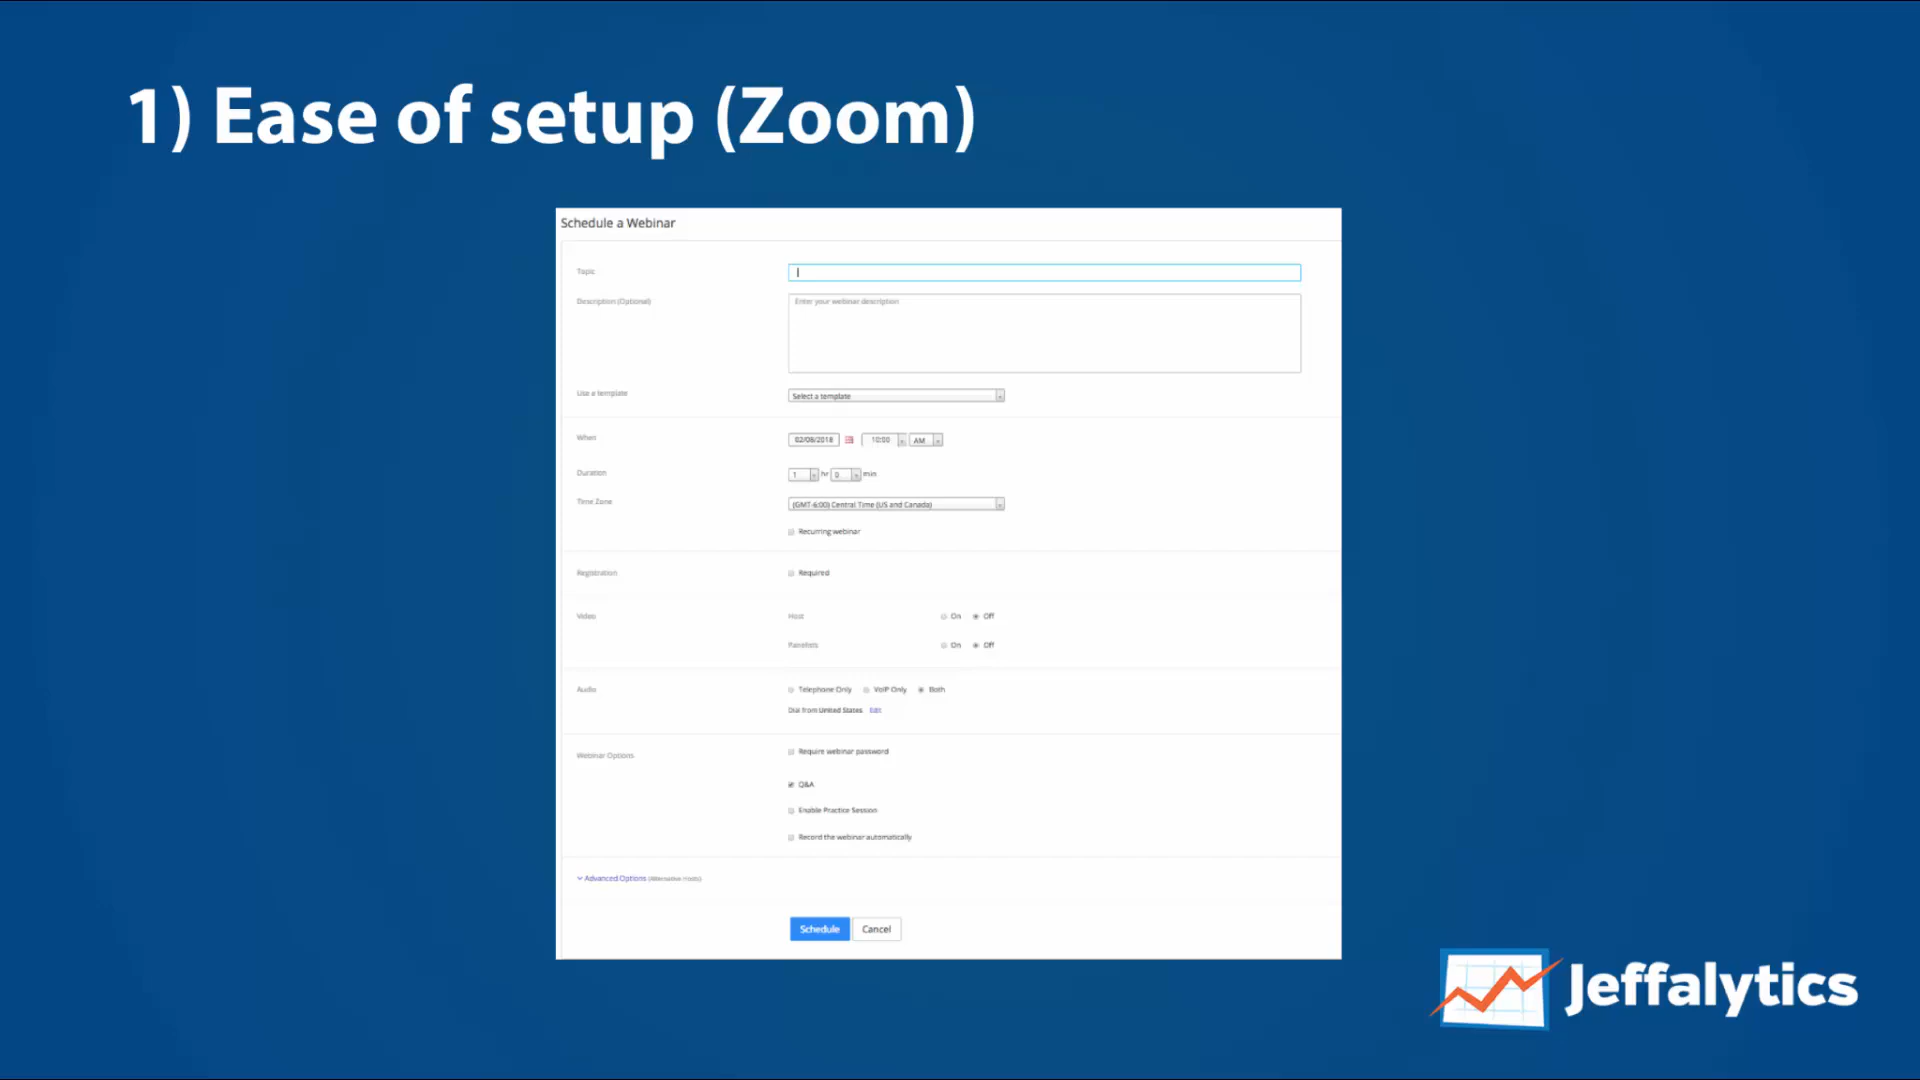 1) Ease of setup (Zoom)
Schedule a Webinar
Topic
Description (Optional) Enter your webinar description
Use a template Select a template
When 02/08/2018 10:00 AM
Duration 1 hr 0 min
Time Zone (GMT-6:00) Central Time (US and Canada)
Recurring webinar
Registration Required
Video Host On Off
Panelists On Off
Audio Telephone Only VoIP Only Both
Dial from United States Edit
Webinar Options Require webinar password
Q&A
Enable Practice Session
Record the webinar automatically
Advanced Options (Alternative Hosts)
Schedule Cancel
Jeffalytics